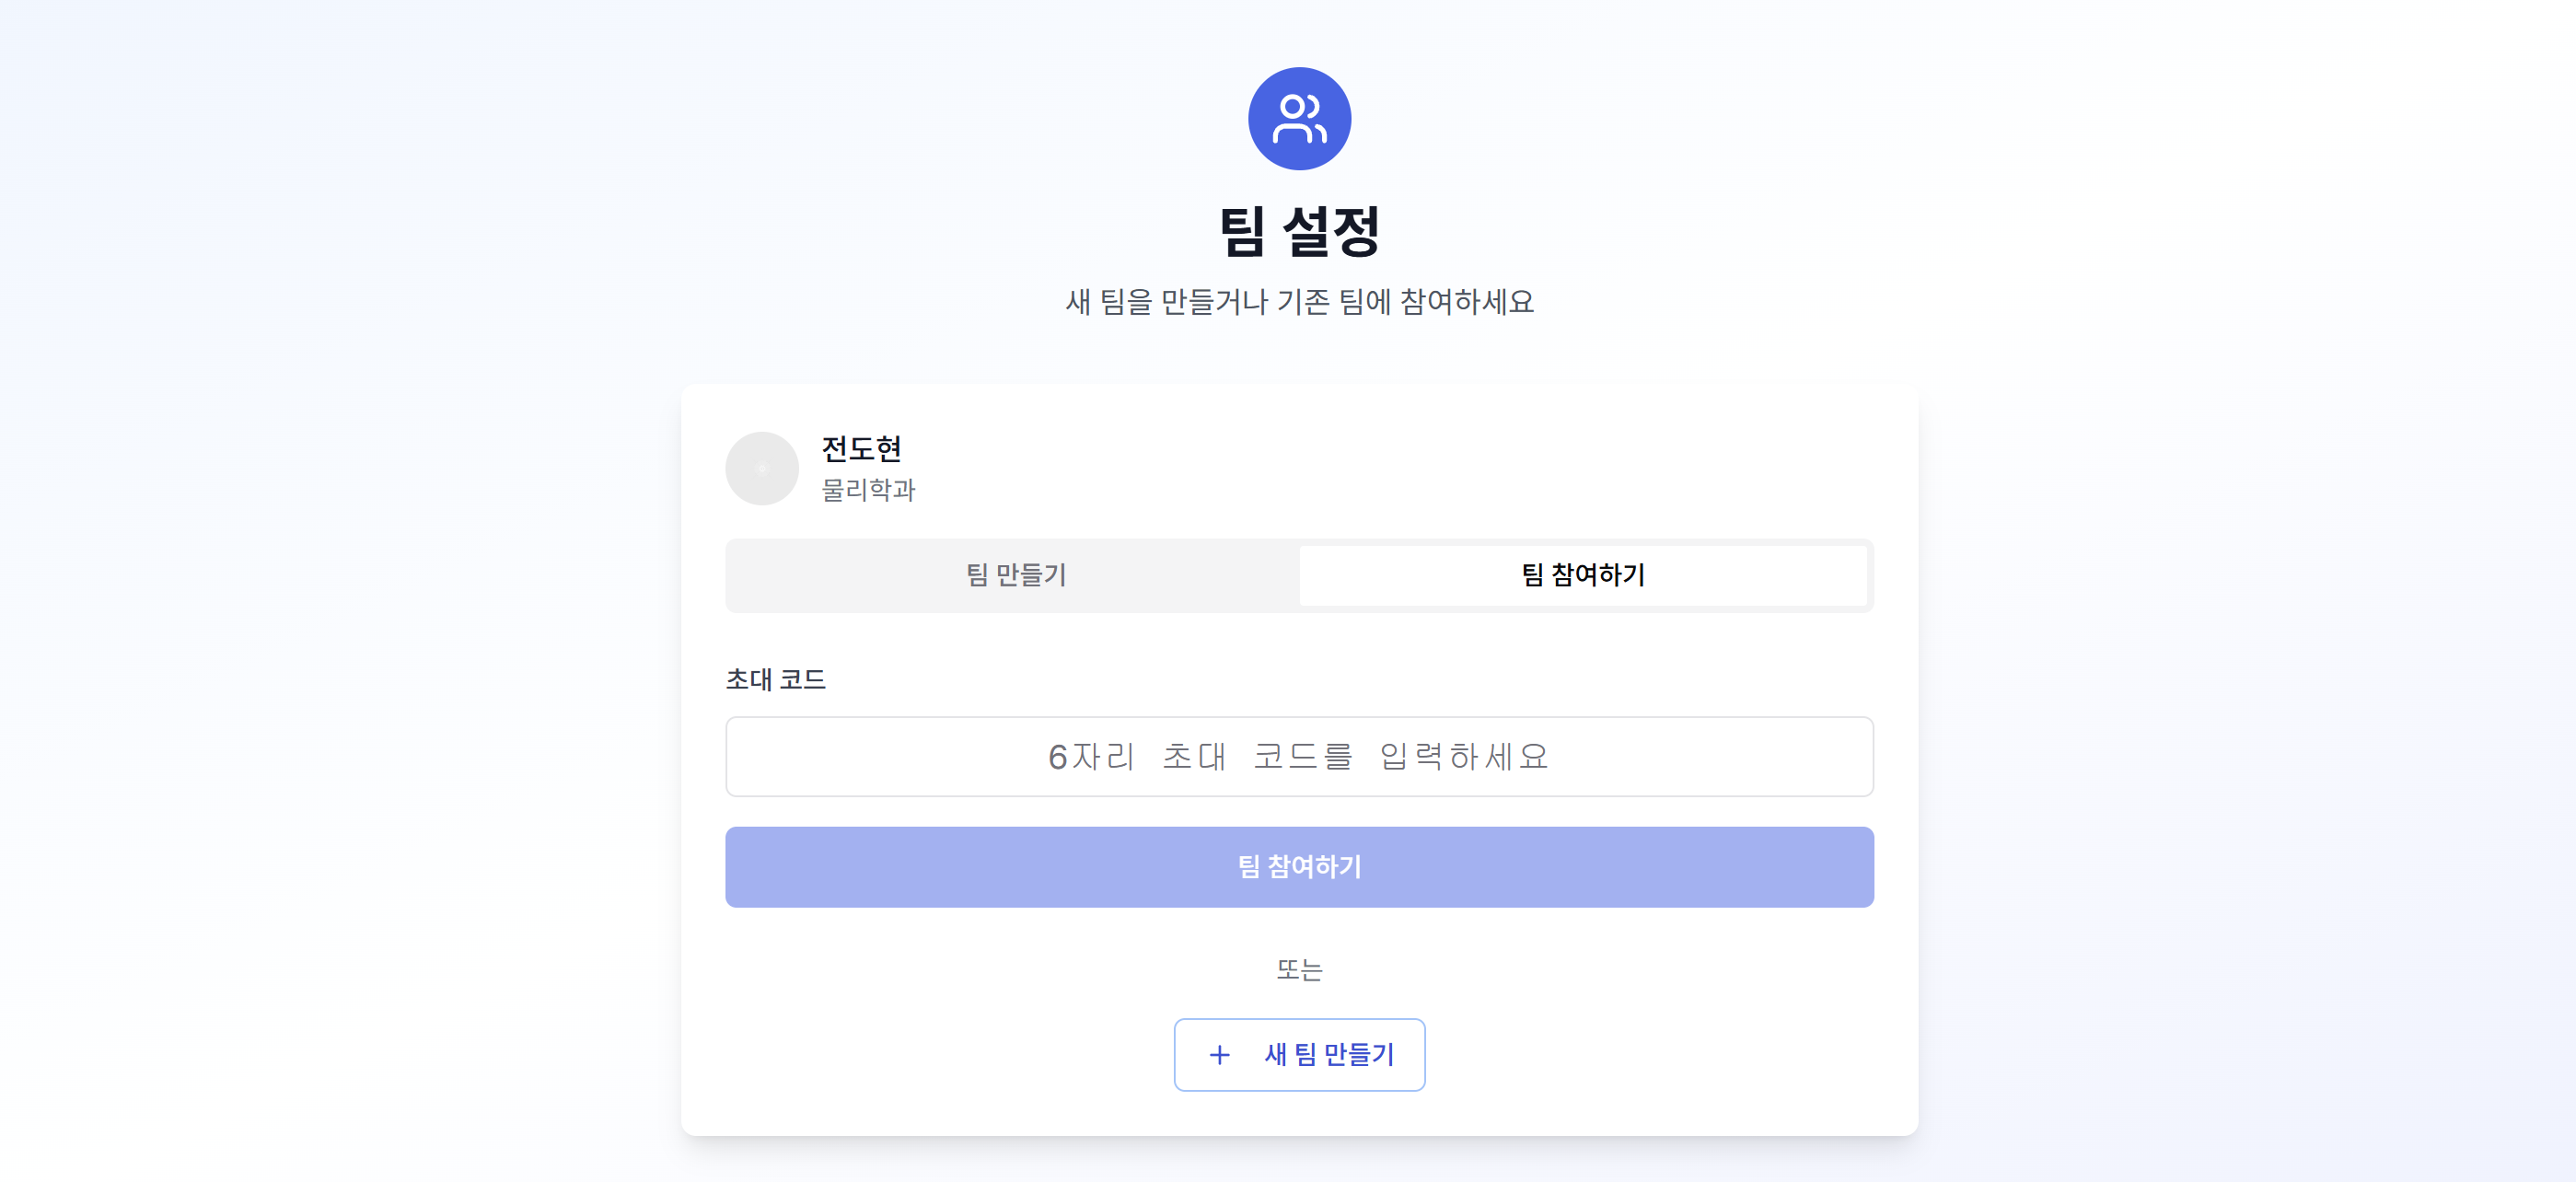 팀 설정
새 팀을 만들거나 기존 팀에 참여하세요
전도현
물리학과
팀 만들기
팀 참여하기
초대 코드
6자리 초대 코드를 입력하세요
팀 참여하기
또는
+ 새 팀 만들기